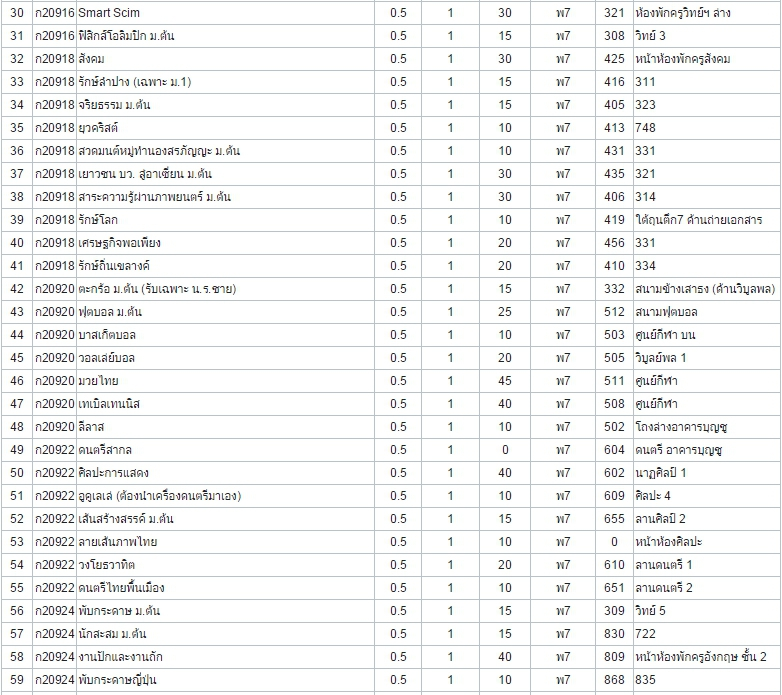 30 ก20916 Smart Scim 0.5 1 30 พ7 321 ห้องพักครูวิทย์ฯ ล่าง
31 ก20916 ฟิสิกส์โอลิมปิก ม.ต้น 0.5 1 15 พ7 308 วิทย์ 3
32 ก20918 สังคม 0.5 1 30 พ7 425 หน้าห้องพักครูสังคม
33 ก20918 รักษ์ลำปาง (เฉพาะ ม.1) 0.5 1 15 พ7 416 311
34 ก20918 จริยธรรม ม.ต้น 0.5 1 15 พ7 405 323
35 ก20918 ยุวคริสต์ 0.5 1 10 พ7 413 748
36 ก20918 สวดมนต์หมู่ทำนองสรภัญญะ ม.ต้น 0.5 1 10 พ7 431 331
37 ก20918 เยาวชน บว. สู่อาเซี่ยน ม.ต้น 0.5 1 30 พ7 435 321
38 ก20918 สาระความรู้ผ่านภาพยนตร์ ม.ต้น 0.5 1 30 พ7 406 314
39 ก20918 รักษ์โลก 0.5 1 10 พ7 419 ใต้ถุนตึก7 ด้านถ่ายเอกสาร
40 ก20918 เศรษฐกิจพอเพียง 0.5 1 20 พ7 456 331
41 ก20918 รักษ์ถิ่นเขลางค์ 0.5 1 20 พ7 410 334
42 ก20920 ตะกร้อ ม.ต้น (รับเฉพาะ น.ร.ชาย) 0.5 1 15 พ7 332 สนามข้างเสาธง (ด้านวิบูลพล)
43 ก20920 ฟุตบอล ม.ต้น 0.5 1 25 พ7 512 สนามฟุตบอล
44 ก20920 บาสเก็ตบอล 0.5 1 10 พ7 503 ศูนย์กีฬา บน
45 ก20920 วอลเล่ย์บอล 0.5 1 20 พ7 505 วิบูลย์พล 1
46 ก20920 มวยไทย 0.5 1 45 พ7 511 ศูนย์กีฬา
47 ก20920 เทเบิลเทนนิส 0.5 1 40 พ7 508 ศูนย์กีฬา
48 ก20920 ลีลาส 0.5 1 10 พ7 502 โถงล่างอาคารบุญชู
49 ก20922 ดนตรีสากล 0.5 1 0 พ7 604 ดนตรี อาคารบุญชู
50 ก20922 ศิลปะการแสดง 0.5 1 40 พ7 602 นาฏศิลป์ 1
51 ก20922 อูคูเลเล่ (ต้องนำเครื่องดนตรีมาเอง) 0.5 1 10 พ7 609 ศิลปะ 4
52 ก20922 เส้นสร้างสรรค์ ม.ต้น 0.5 1 15 พ7 655 ลานศิลป์ 2
53 ก20922 ลายเส้นภาพไทย 0.5 1 10 พ7 0 หน้าห้องศิลปะ
54 ก20922 วงโยธวาทิต 0.5 1 20 พ7 610 ลานดนตรี 1
55 ก20922 ดนตรีไทยพื้นเมือง 0.5 1 10 พ7 651 ลานดนตรี 2
56 ก20924 พับกระดาษ ม.ต้น 0.5 1 15 พ7 309 วิทย์ 5
57 ก20924 นักสะสม ม.ต้น 0.5 1 15 พ7 830 722
58 ก20924 งานปักและงานถัก 0.5 1 40 พ7 809 หน้าห้องพักครูอังกฤษ ชั้น 2
59 ก20924 พับกระดาษญี่ปุ่น 0.5 1 10 พ7 868 835